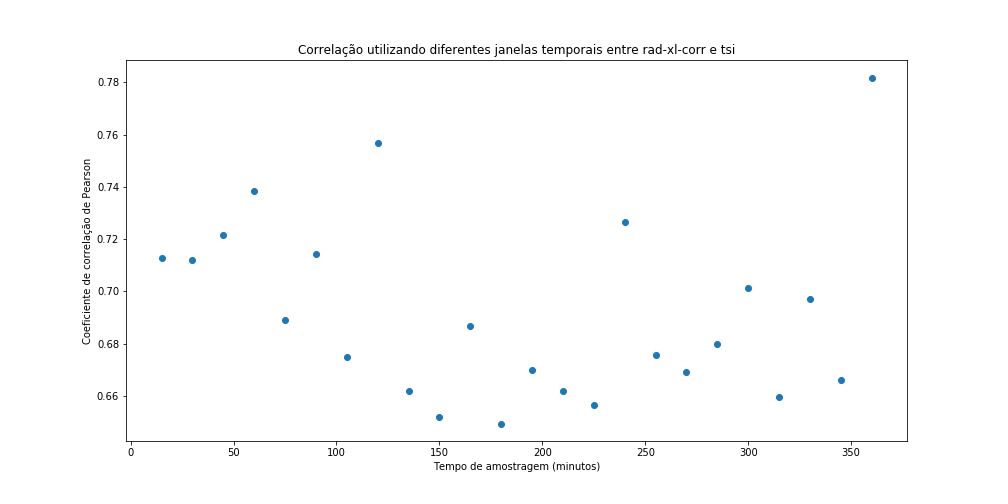 Correlação utilizando diferentes janelas temporais entre rad-xl-corr e tsi
Coeficiente de correlação de Pearson
0.78
0.76
0.74
0.72
0.70
0.68
0.66
0 50 100 150 200 250 300 350
Tempo de amostragem (minutos)